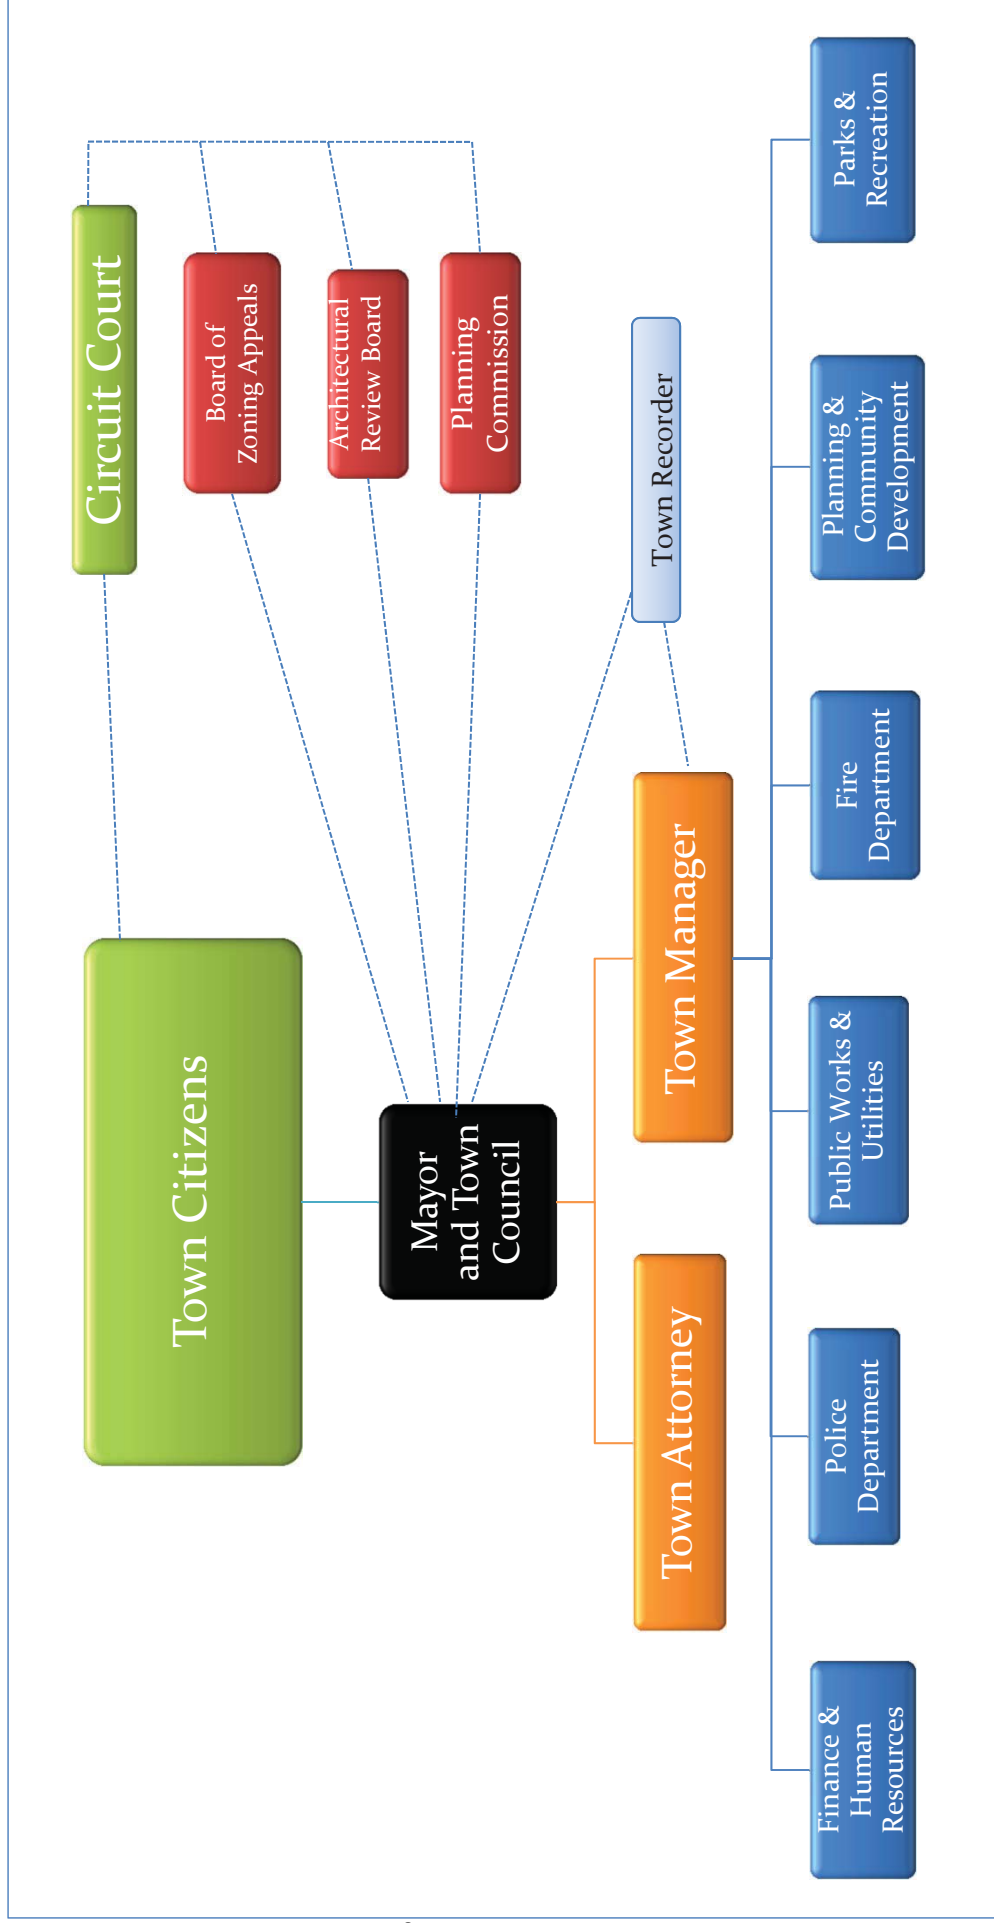 Town Citizens
Circuit Court
Board of
Zoning Appeals
Architectural
Review Board
Planning
Commission
Mayor
and Town
Council
Town Attorney
Town Manager
Town Recorder
Finance &
Human
Resources
Police
Department
Public Works &
Utilities
Fire
Department
Planning &
Community
Development
Parks &
Recreation